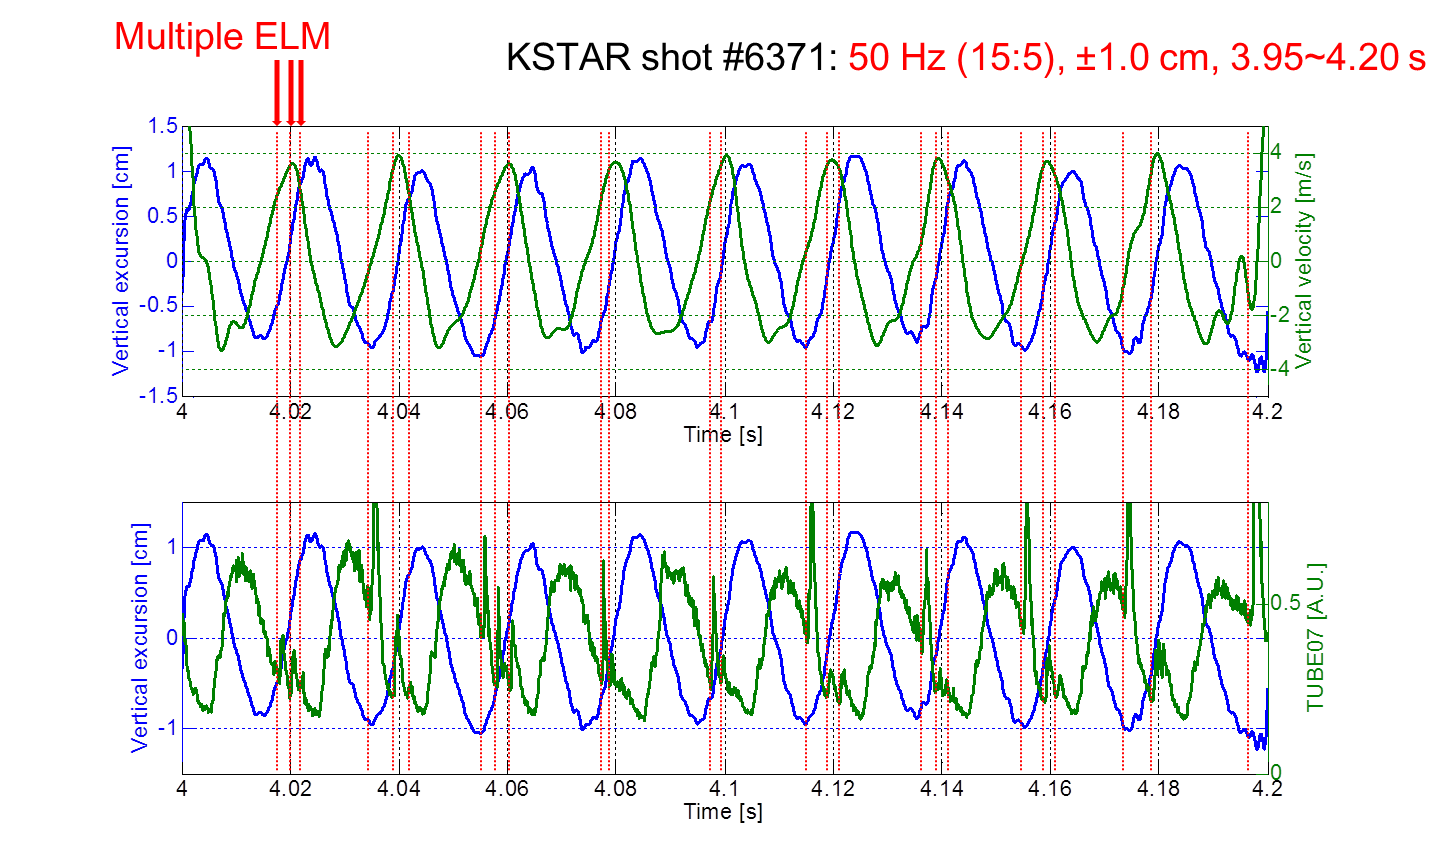 Multiple ELM
KSTAR shot #6371: 50 Hz (15:5), ±1.0 cm, 3.95~4.20 s
Vertical excursion [cm]
1.5
1
0.5
0
-0.5
-1
-1.5
4
2
0
-2
-4
Vertical velocity [m/s]
4 4.02 4.04 4.06 4.08 4.1 4.12 4.14 4.16 4.18 4.2
Time [s]
Vertical excursion [cm]
1
0
-1
0.5
0
TUBE07 [A.U.]
4 4.02 4.04 4.06 4.08 4.1 4.12 4.14 4.16 4.18 4.2
Time [s]